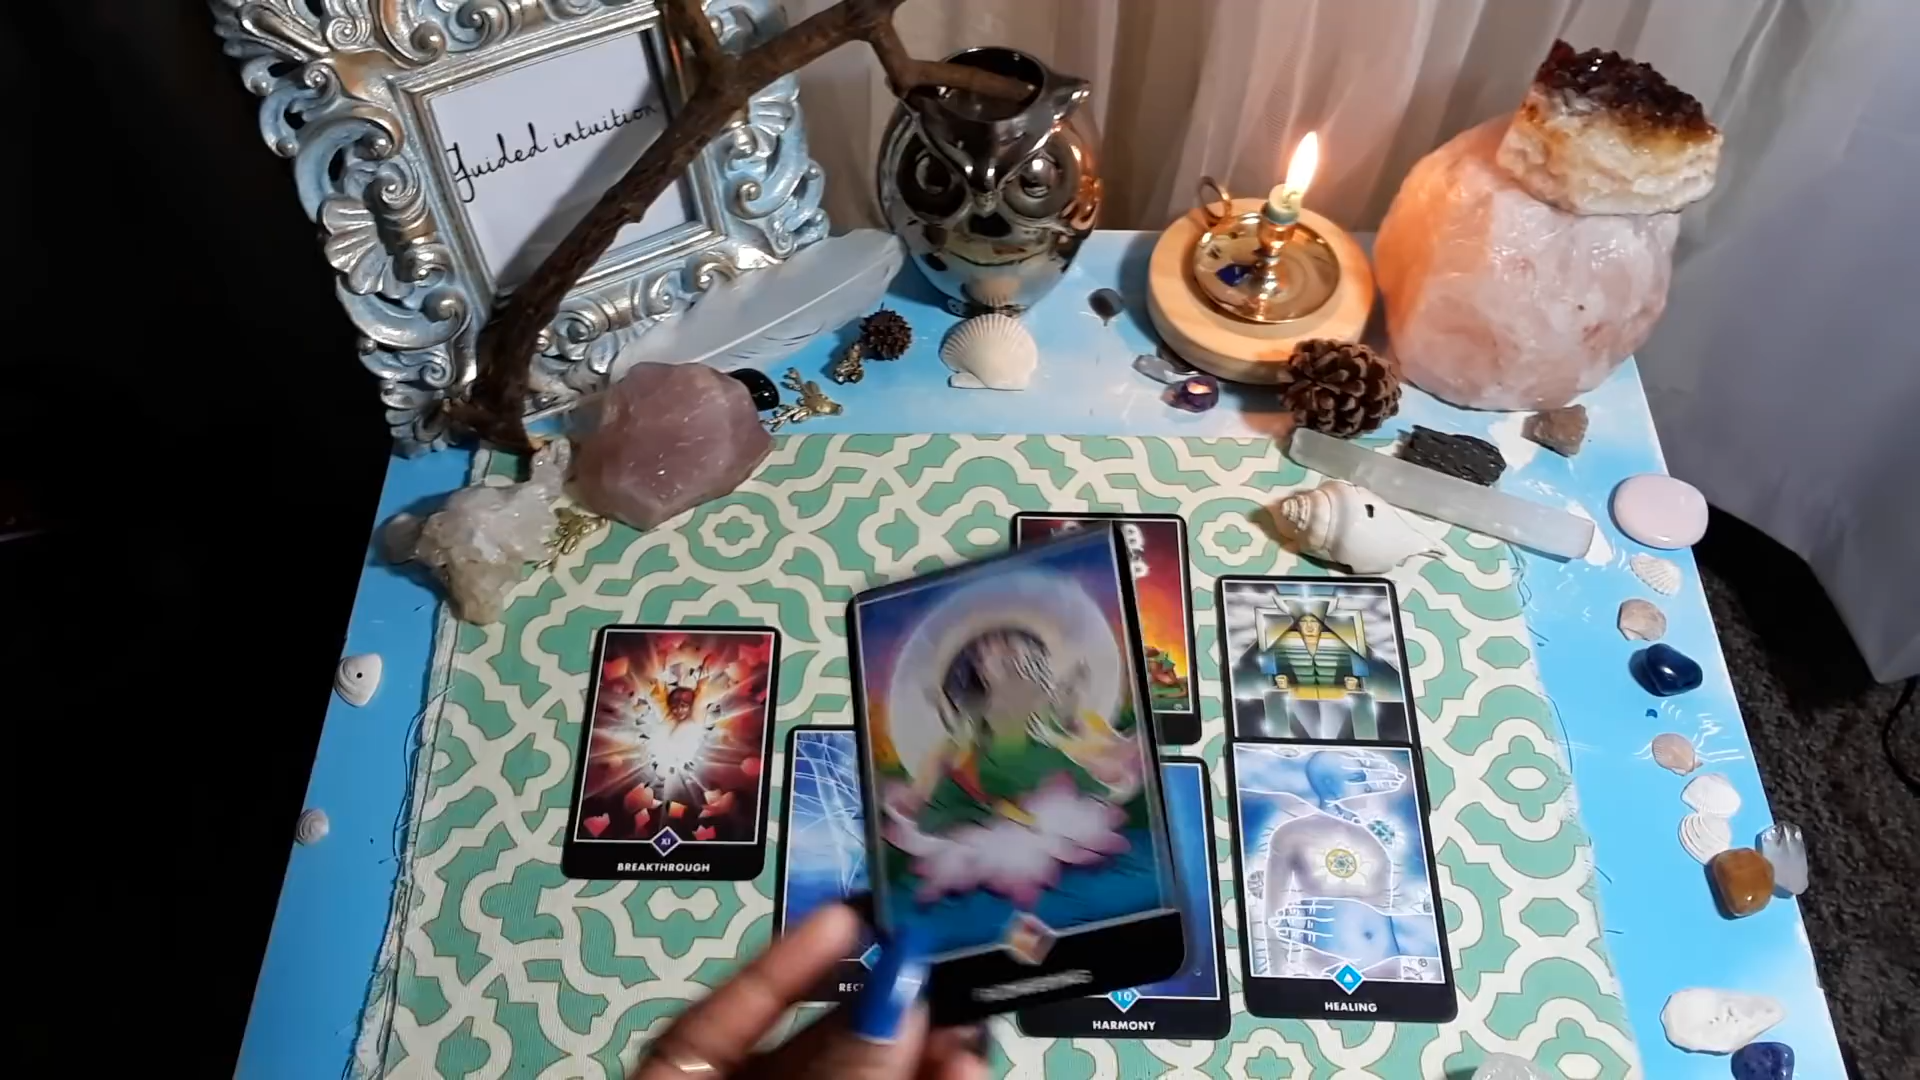 Guided intuition
XI
BREAKTHROUGH
10
HARMONY
HEALING